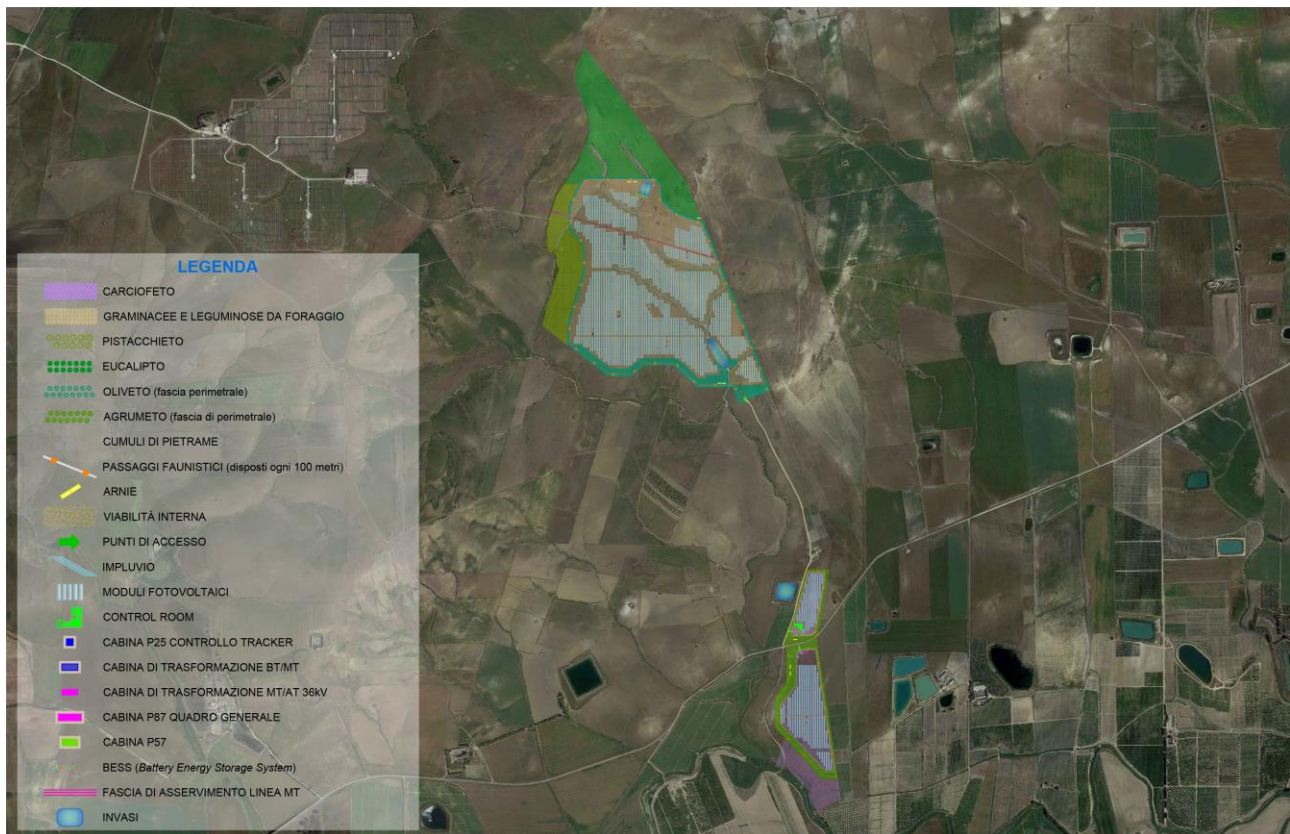 LEGENDA
CARCIOFETO
GRAMINACEE E LEGUMINOSE DA FORAGGIO
PISTACCHIETO
EUCALIPTO
OLIVETO (fascia perimetrale)
AGRUMETO (fascia di perimetrale)
CUMULI DI PIETRAME
PASSAGGI FAUNISTICI (disposti ogni 100 metri)
ARNIE
VIABILITÀ INTERNA
PUNTI DI ACCESSO
IMPLUVIO
MODULI FOTOVOLTAICI
CONTROL ROOM
CABINA P25 CONTROLLO TRACKER
CABINA DI TRASFORMAZIONE BT/MT
CABINA DI TRASFORMAZIONE MT/AT 36kV
CABINA P87 QUADRO GENERALE
CABINA P57
BESS (Battery Energy Storage System)
FASCIA DI ASSERVIMENTO LINEA MT
INVASI